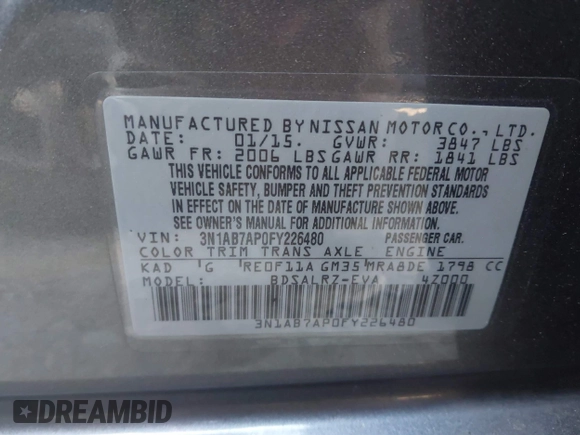 MANUFACTURED BY NISSAN MOTOR CO., LTD.
DATE: 01/15. GVWR: 3847 LBS
GAWR FR: 2006 LBS GAWR RR: 1841 LBS
THIS VEHICLE CONFORMS TO ALL APPLICABLE FEDERAL MOTOR
VEHICLE SAFETY, BUMPER AND THEFT PREVENTION STANDARDS
IN EFFECT ON THE DATE OF MANUFACTURE SHOWN ABOVE.
SEE OWNER'S MANUAL FOR ADDITIONAL INFORMATION.
VIN: 3N1AB7AP0FY226480 PASSENGER CAR.
COLOR TRIM TRANS AXLE ENGINE
KAD G RE0F11A GM35 MRA8DE 1798 CC
MODEL: BDSALRZ-EVA 4Z000
3N1AB7AP0FY226480
DREAMBID